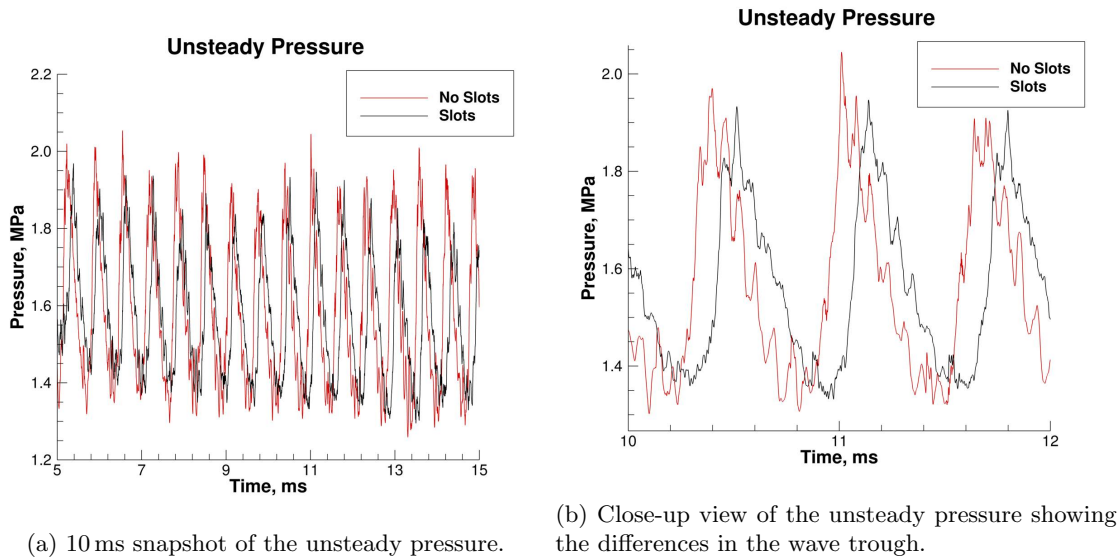 Unsteady Pressure
No Slots
Slots
2.2
2.0
1.8
1.6
1.4
1.2
Pressure, MPa
5
7
9
11
13
15
Time, ms
(a) 10 ms snapshot of the unsteady pressure.
Unsteady Pressure
No Slots
Slots
2.0
1.8
1.6
1.4
Pressure, MPa
10
11
12
Time, ms
(b) Close-up view of the unsteady pressure showing
the differences in the wave trough.